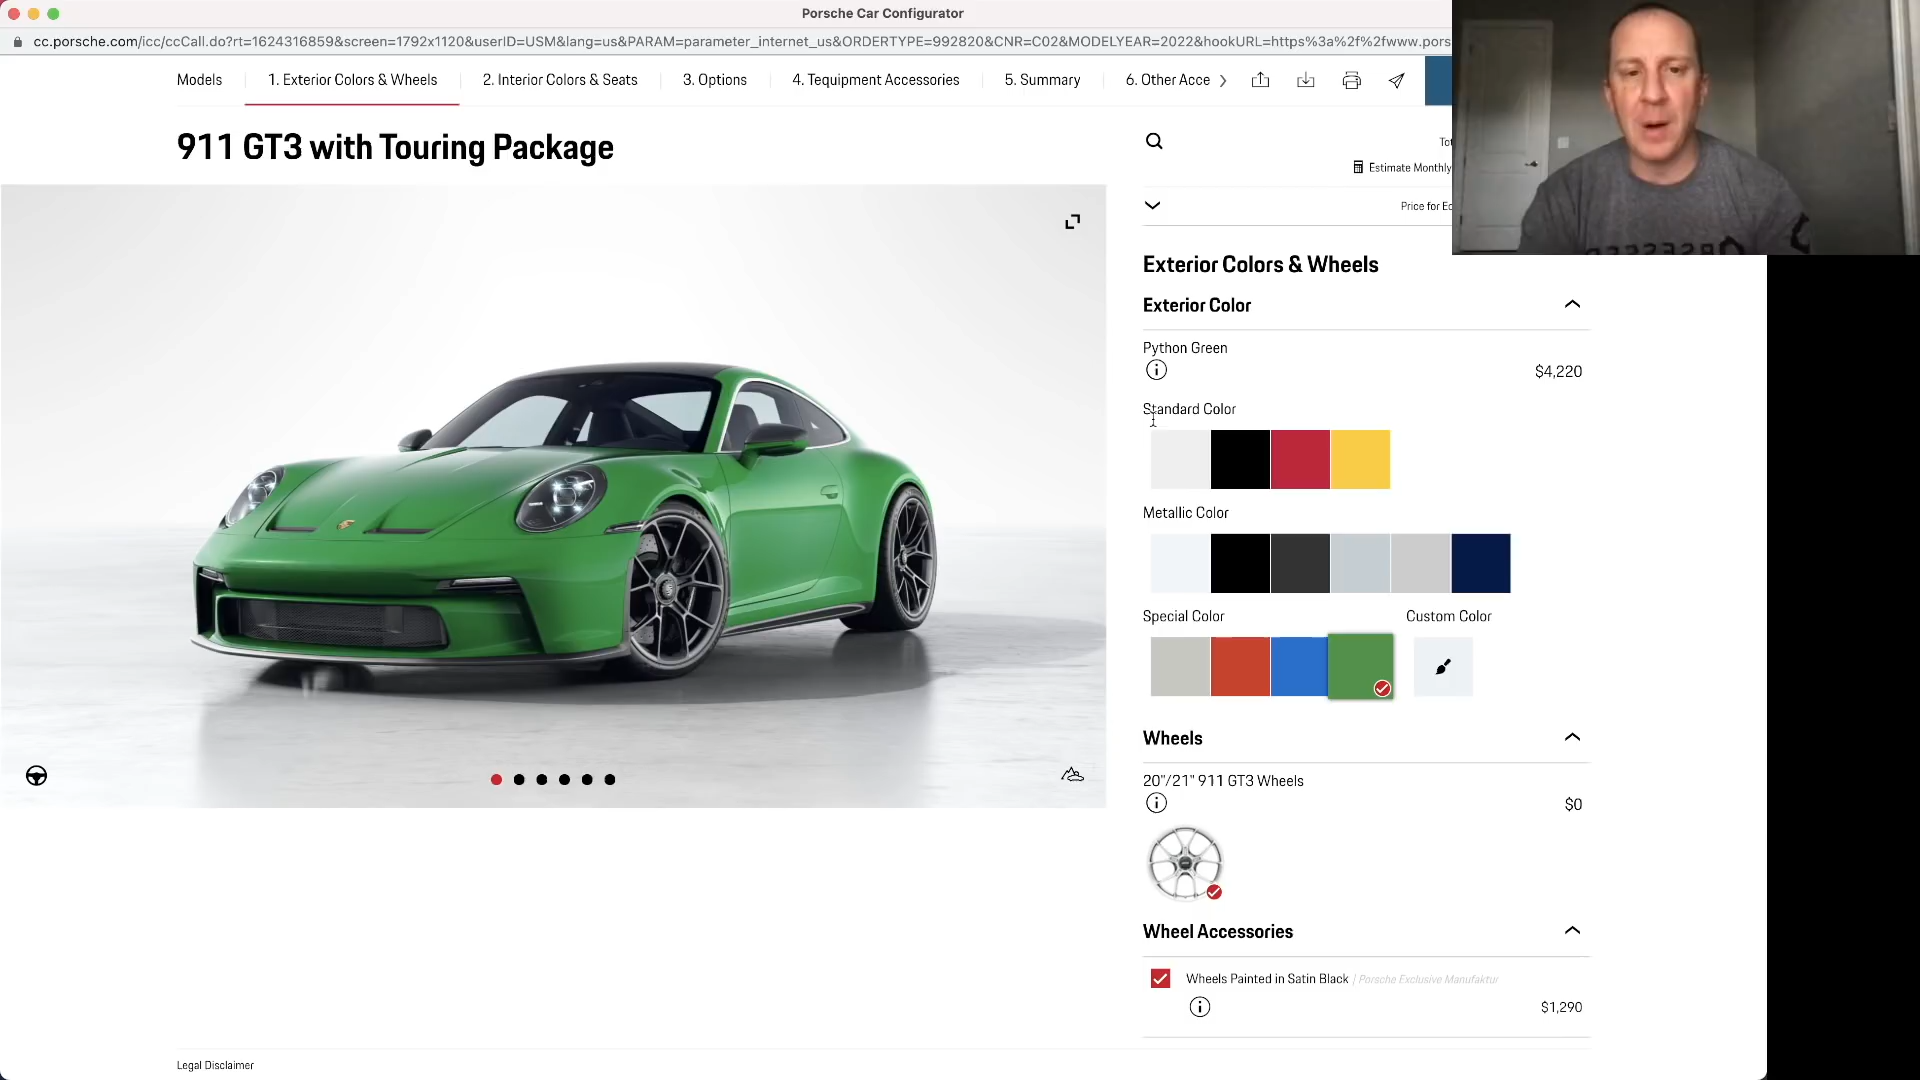 Porsche Car Configurator
cc.porsche.com/icc/ccCall.do?rt=1624316859&screen=1792x1120&userID=USM&lang=us&PARAM=parameter_internet_us&ORDERTYPE=992820&CNR=C02&MODELYEAR=2022&hookURL=https%3a%2f%2fwww.pors
Models
1. Exterior Colors & Wheels
2. Interior Colors & Seats
3. Options
4. Tequipment Accessories
5. Summary
6. Other Acce
911 GT3 with Touring Package
Tot
Estimate Monthly
Price for Ec
Exterior Colors & Wheels
Exterior Color
Python Green
$4,220
Standard Color
Metallic Color
Special Color
Custom Color
Wheels
20"/21" 911 GT3 Wheels
$0
Wheel Accessories
Wheels Painted in Satin Black | Porsche Exclusive Manufaktur
$1,290
Legal Disclaimer